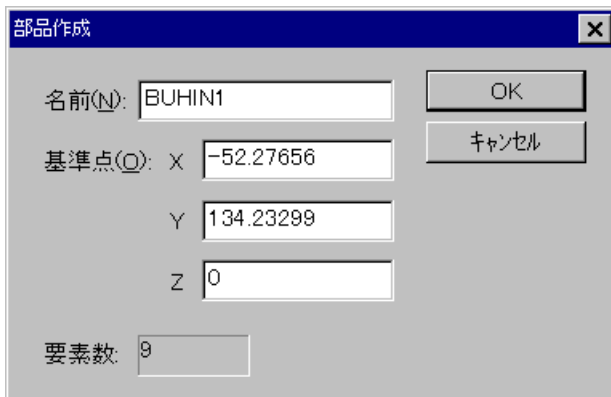 部品作成
名前(N): BUHIN1
OK
キャンセル
基準点(O): X -52.27656
Y 134.23299
Z 0
要素数: 9